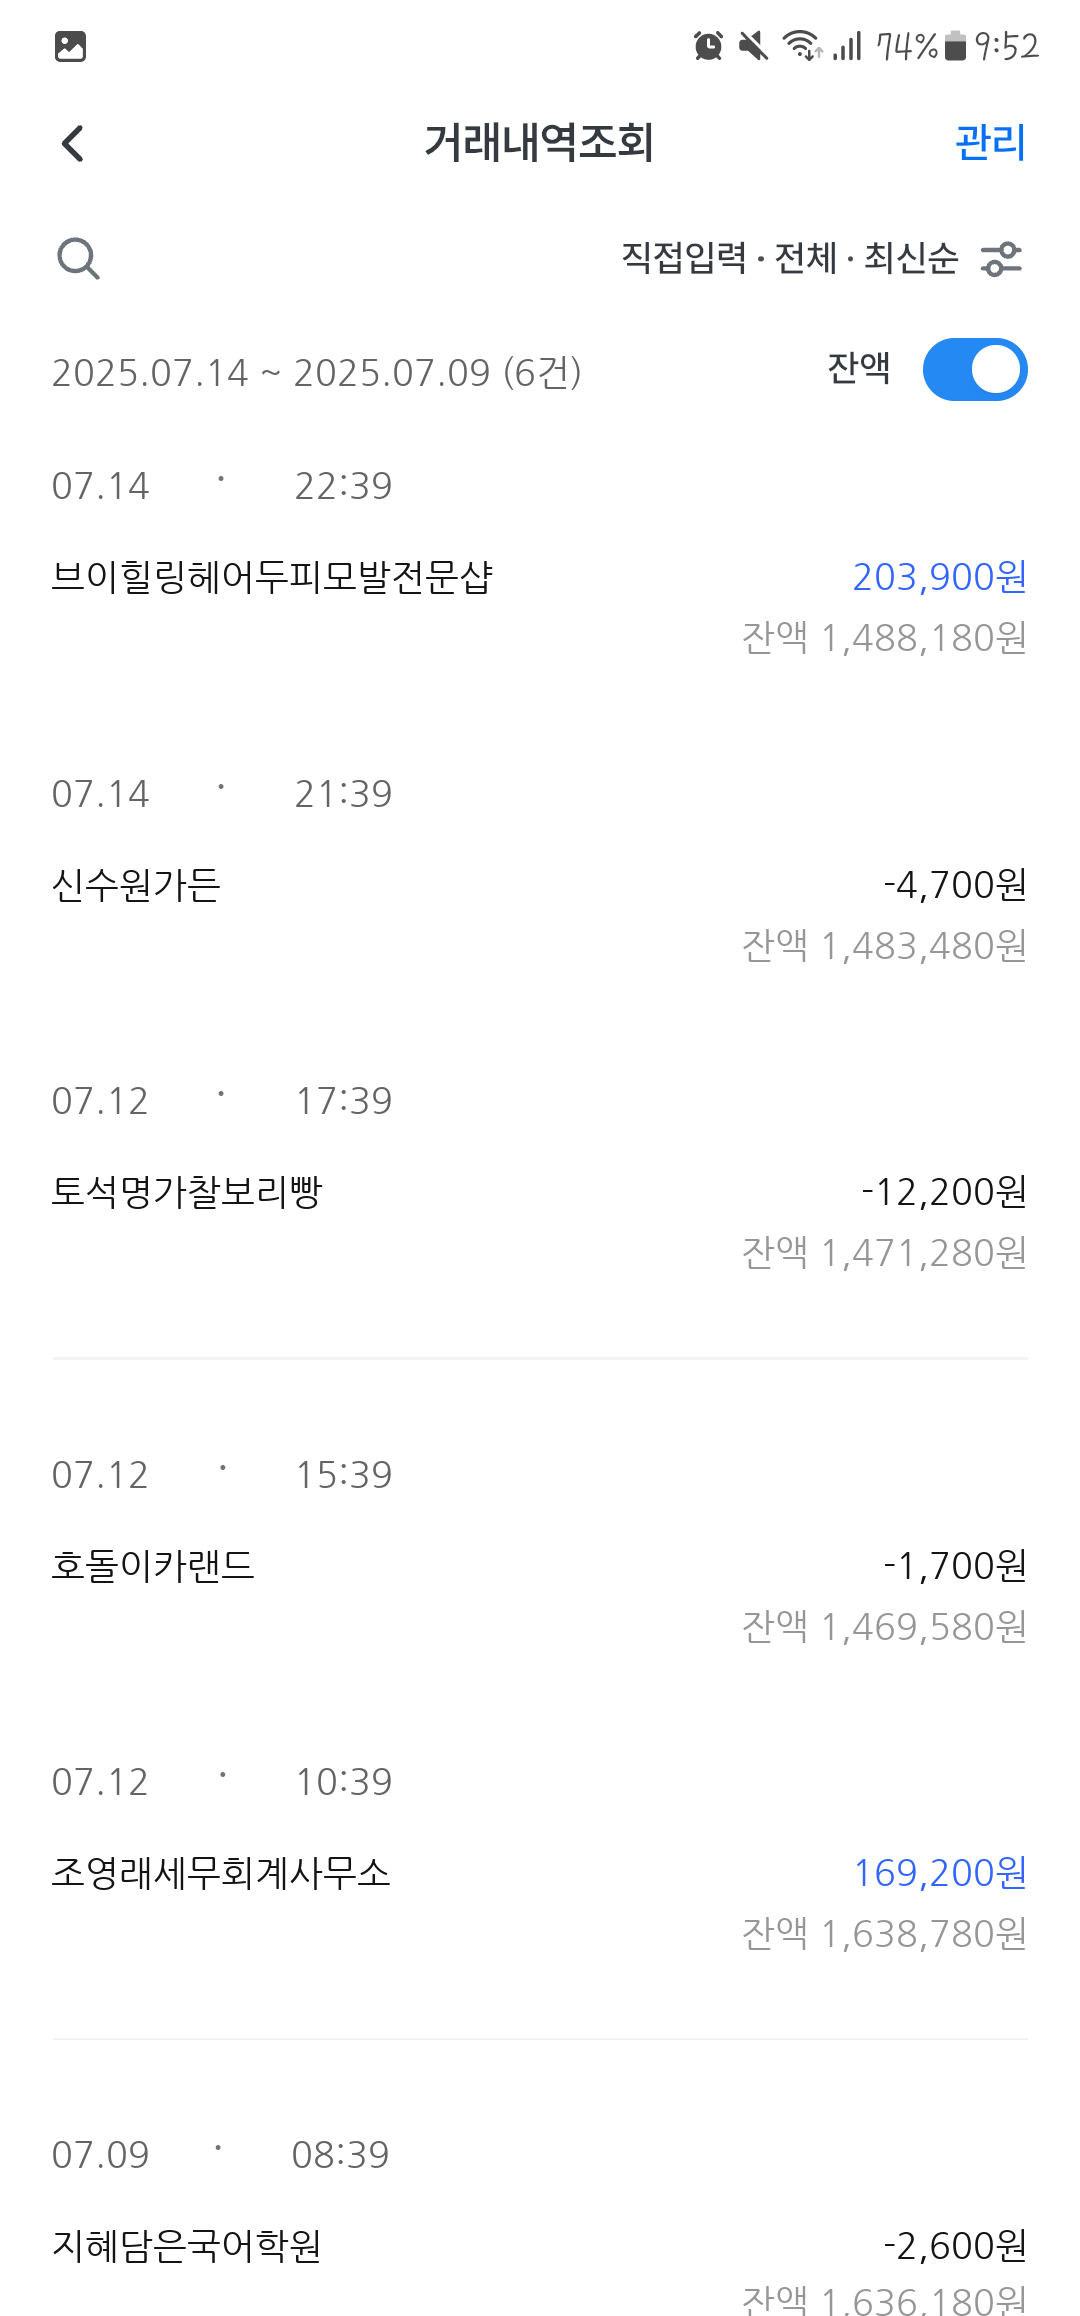 74% 9:52
거래내역조회 관리
직접입력 · 전체 · 최신순
2025.07.14 ~ 2025.07.09 (6건) 잔액
07.14 · 22:39
브이힐링헤어두피모발전문샵 203,900원
잔액 1,488,180원
07.14 · 21:39
신수원가든 -4,700원
잔액 1,483,480원
07.12 · 17:39
토석명가찰보리빵 -12,200원
잔액 1,471,280원
07.12 · 15:39
호돌이카랜드 -1,700원
잔액 1,469,580원
07.12 · 10:39
조영래세무회계사무소 169,200원
잔액 1,638,780원
07.09 · 08:39
지혜담은국어학원 -2,600원
잔액 1,636,180원